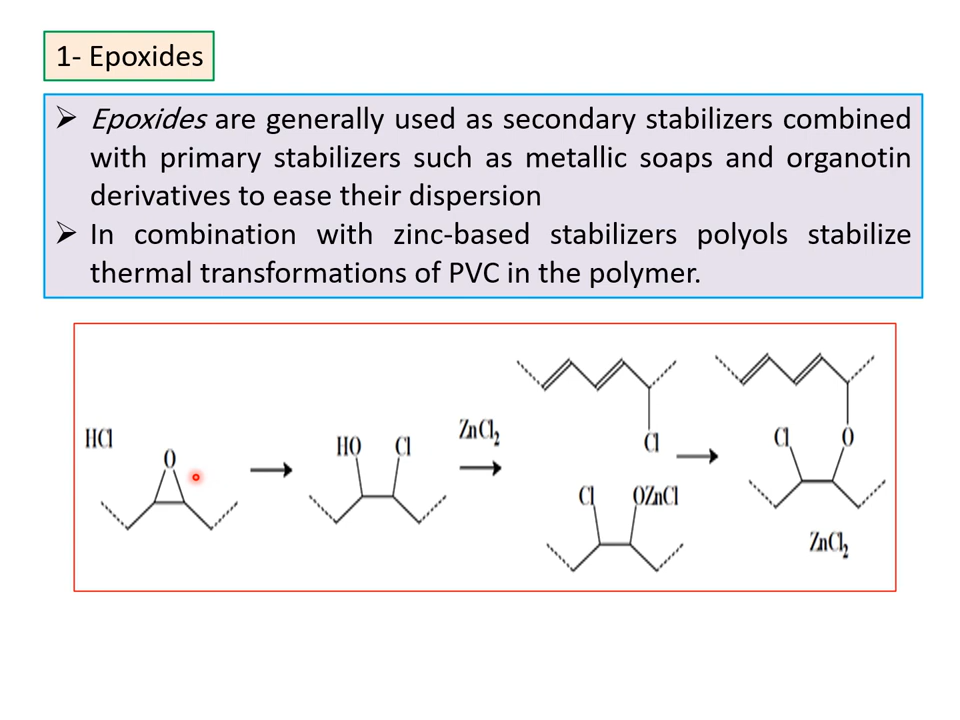 1- Epoxides
➢ Epoxides are generally used as secondary stabilizers combined
with primary stabilizers such as metallic soaps and organotin
derivatives to ease their dispersion
➢ In combination with zinc-based stabilizers polyols stabilize
thermal transformations of PVC in the polymer.
HCl
O
HO Cl
ZnCl₂
Cl
Cl OZnCl
Cl O
ZnCl₂